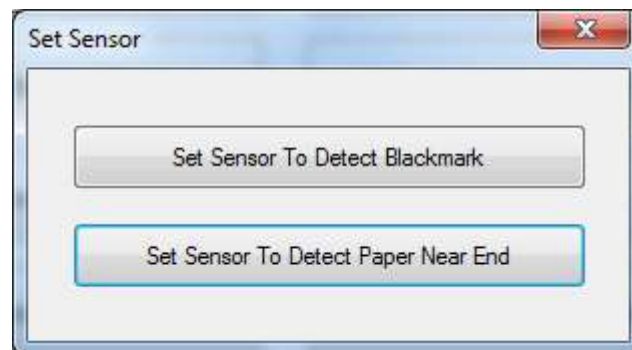 Set Sensor
Set Sensor To Detect Blackmark
Set Sensor To Detect Paper Near End